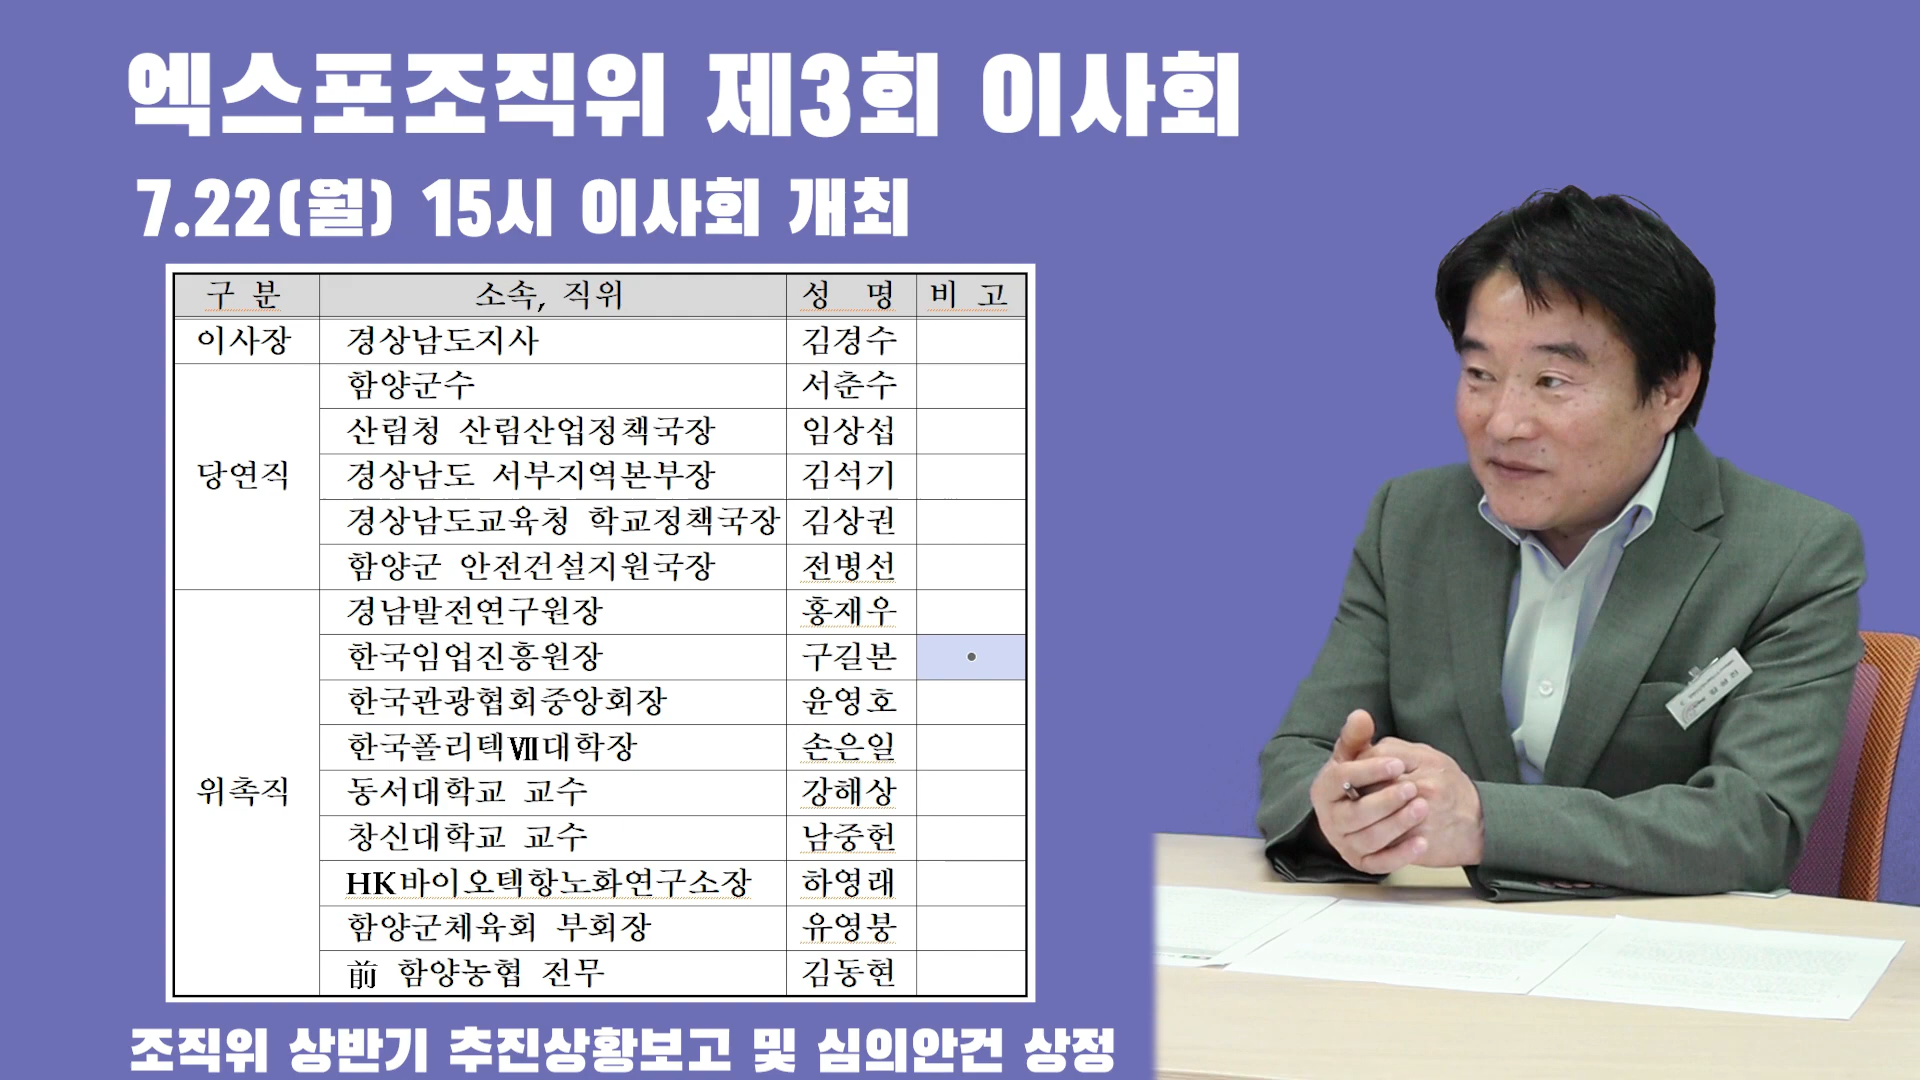 엑스포조직위 제3회 이사회
7.22(월) 15시 이사회 개최
구 분 소속, 직위 성 명 비 고
이사장 경상남도지사 김경수
당연직 함양군수 서춘수
산림청 산림산업정책국장 임상섭
경상남도 서부지역본부장 김석기
경상남도교육청 학교정책국장 김상권
함양군 안전건설지원국장 전병선
위촉직 경남발전연구원장 홍재우
한국임업진흥원장 구길본 •
한국관광협회중앙회장 윤영호
한국폴리텍Ⅶ대학장 손은일
동서대학교 교수 강해상
창신대학교 교수 남중헌
HK바이오텍항노화연구소장 하영래
함양군체육회 부회장 유영붕
前 함양농협 전무 김동현
조직위 상반기 추진상황보고 및 심의안건 상정